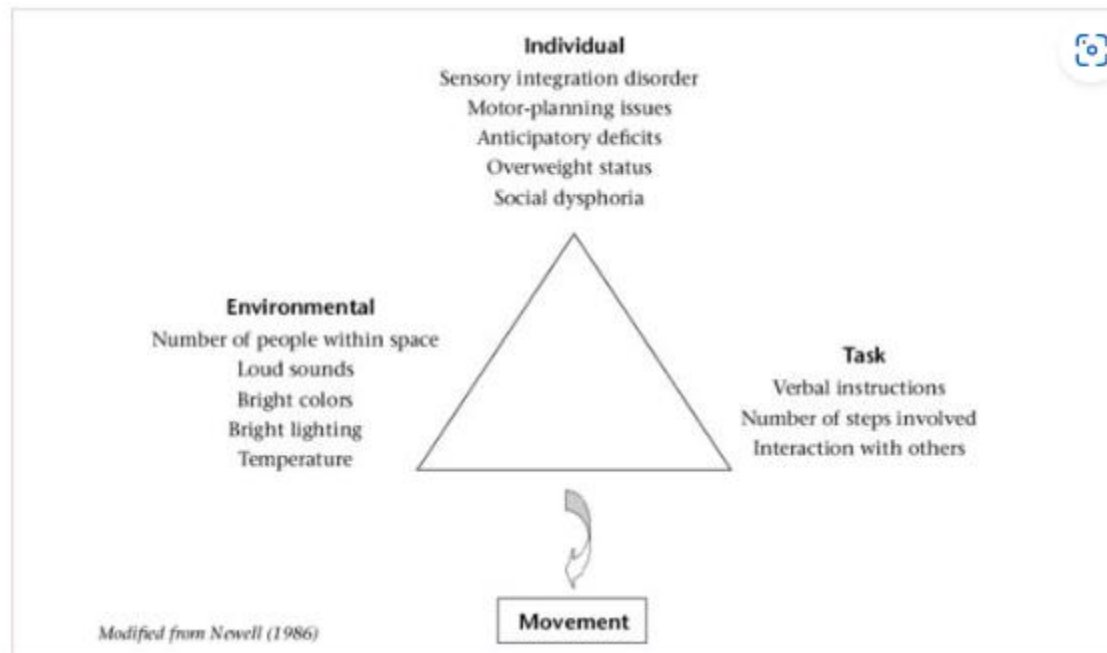 Individual
Sensory integration disorder
Motor-planning issues
Anticipatory deficits
Overweight status
Social dysphoria
Environmental
Number of people within space
Loud sounds
Bright colors
Bright lighting
Temperature
Task
Verbal instructions
Number of steps involved
Interaction with others
Movement
Modified from Newell (1986)